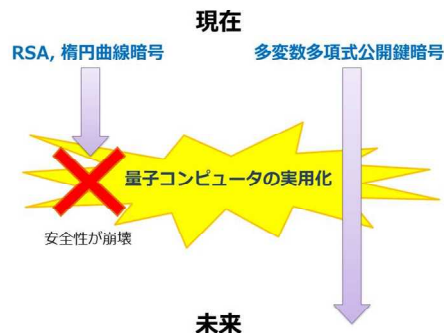 現在
RSA, 楕円曲線暗号
多変数多項式公開鍵暗号
量子コンピュータの実用化
安全性が崩壊
未来